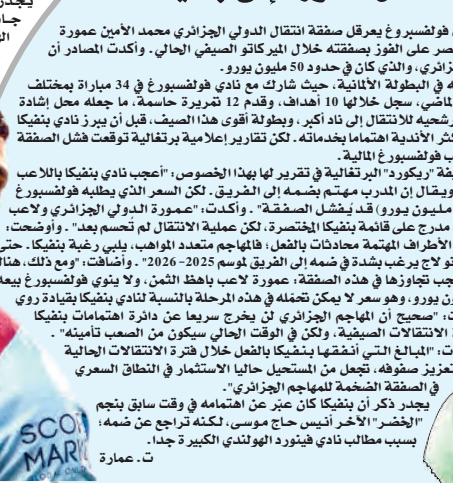 فولفسبروغ يعرقل صفقة انتقال الدولي الجزائري محمد الأمين عمورة
صر على الفوز بصفقته خلال الميركاتو الصيفي الحالي. وأكدت المصادر أن
زائري، والذي كان في حدود 50 مليون يورو.
ه في البطولة الألمانية، حيث شارك مع نادي فولفسبورغ في 34 مباراة بمختلف
لماضي، سجل خلالها 10 أهداف، وقدم 12 تمريرة حاسمة، ما جعله محل إشادة
رشحيه للانتقال إلى ناد أكبر، وبطولة أقوى هذا الصيف، قبل أن يبرز نادي بنفيكا
كثر الأندية اهتماما بخدماته. لكن تقارير إعلامية برتغالية توقعت فشل الصفقة
ب فولفسبورغ المالية.
يفة "ريكورد" البرتغالية في تقرير لها بهذا الخصوص: "أعجب نادي بنفيكا باللاعب
ويقال إن المدرب مهتم بضمه إلى الفريق. لكن السعر الذي يطلبه فولفسبورغ
مليون يورو) قد يُفشل الصفقة". وأكدت: "عمورة الدولي الجزائري ولاعب
مدرج على قائمة بنفيكا المختصرة، لكن عملية الانتقال لم تحسم بعد". وأوضحت:
الأطراف المهتمة محادثات بالفعل؛ فالمهاجم متعدد المواهب، يلبي رغبة بنفيكا. حتى
تو لاج يرغب بشدة في ضمه إلى الفريق لموسم 2025- 2026". وأضافت: "ومع ذلك، هنا
جب تجاوزها في هذه الصفقة: عمورة لاعب باهظ الثمن، ولا ينوي فولفسبورغ بيعه
ون يورو، وهو سعر لا يمكن تحمّله في هذه المرحلة بالنسبة لنادي بنفيكا بقيادة روي
ت: "صحيح أن المهاجم الجزائري لن يخرج سريعا عن دائرة اهتمامات بنفيكا
ة الانتقالات الصيفية، ولكن في الوقت الحالي سيكون من الصعب تأمينه".
ت: "المبالغ التي أنفقها بنفيكا بالفعل خلال فترة الانتقالات الحالية
تعزيز صفوفه، تجعل من المستحيل حاليا الاستثمار في النطاق السعري
في الصفقة الضخمة للمهاجم الجزائري".
يجدر ذكر أن بنفيكا كان عبّر عن اهتمامه في وقت سابق بنجم
"الخضر" الآخر أنيس حاج موسى، لكنه تراجع عن ضمه؛
بسبب مطالب نادي فينورد الهولندي الكبيرة جدا.
ت. عمارة
SCO
MARK